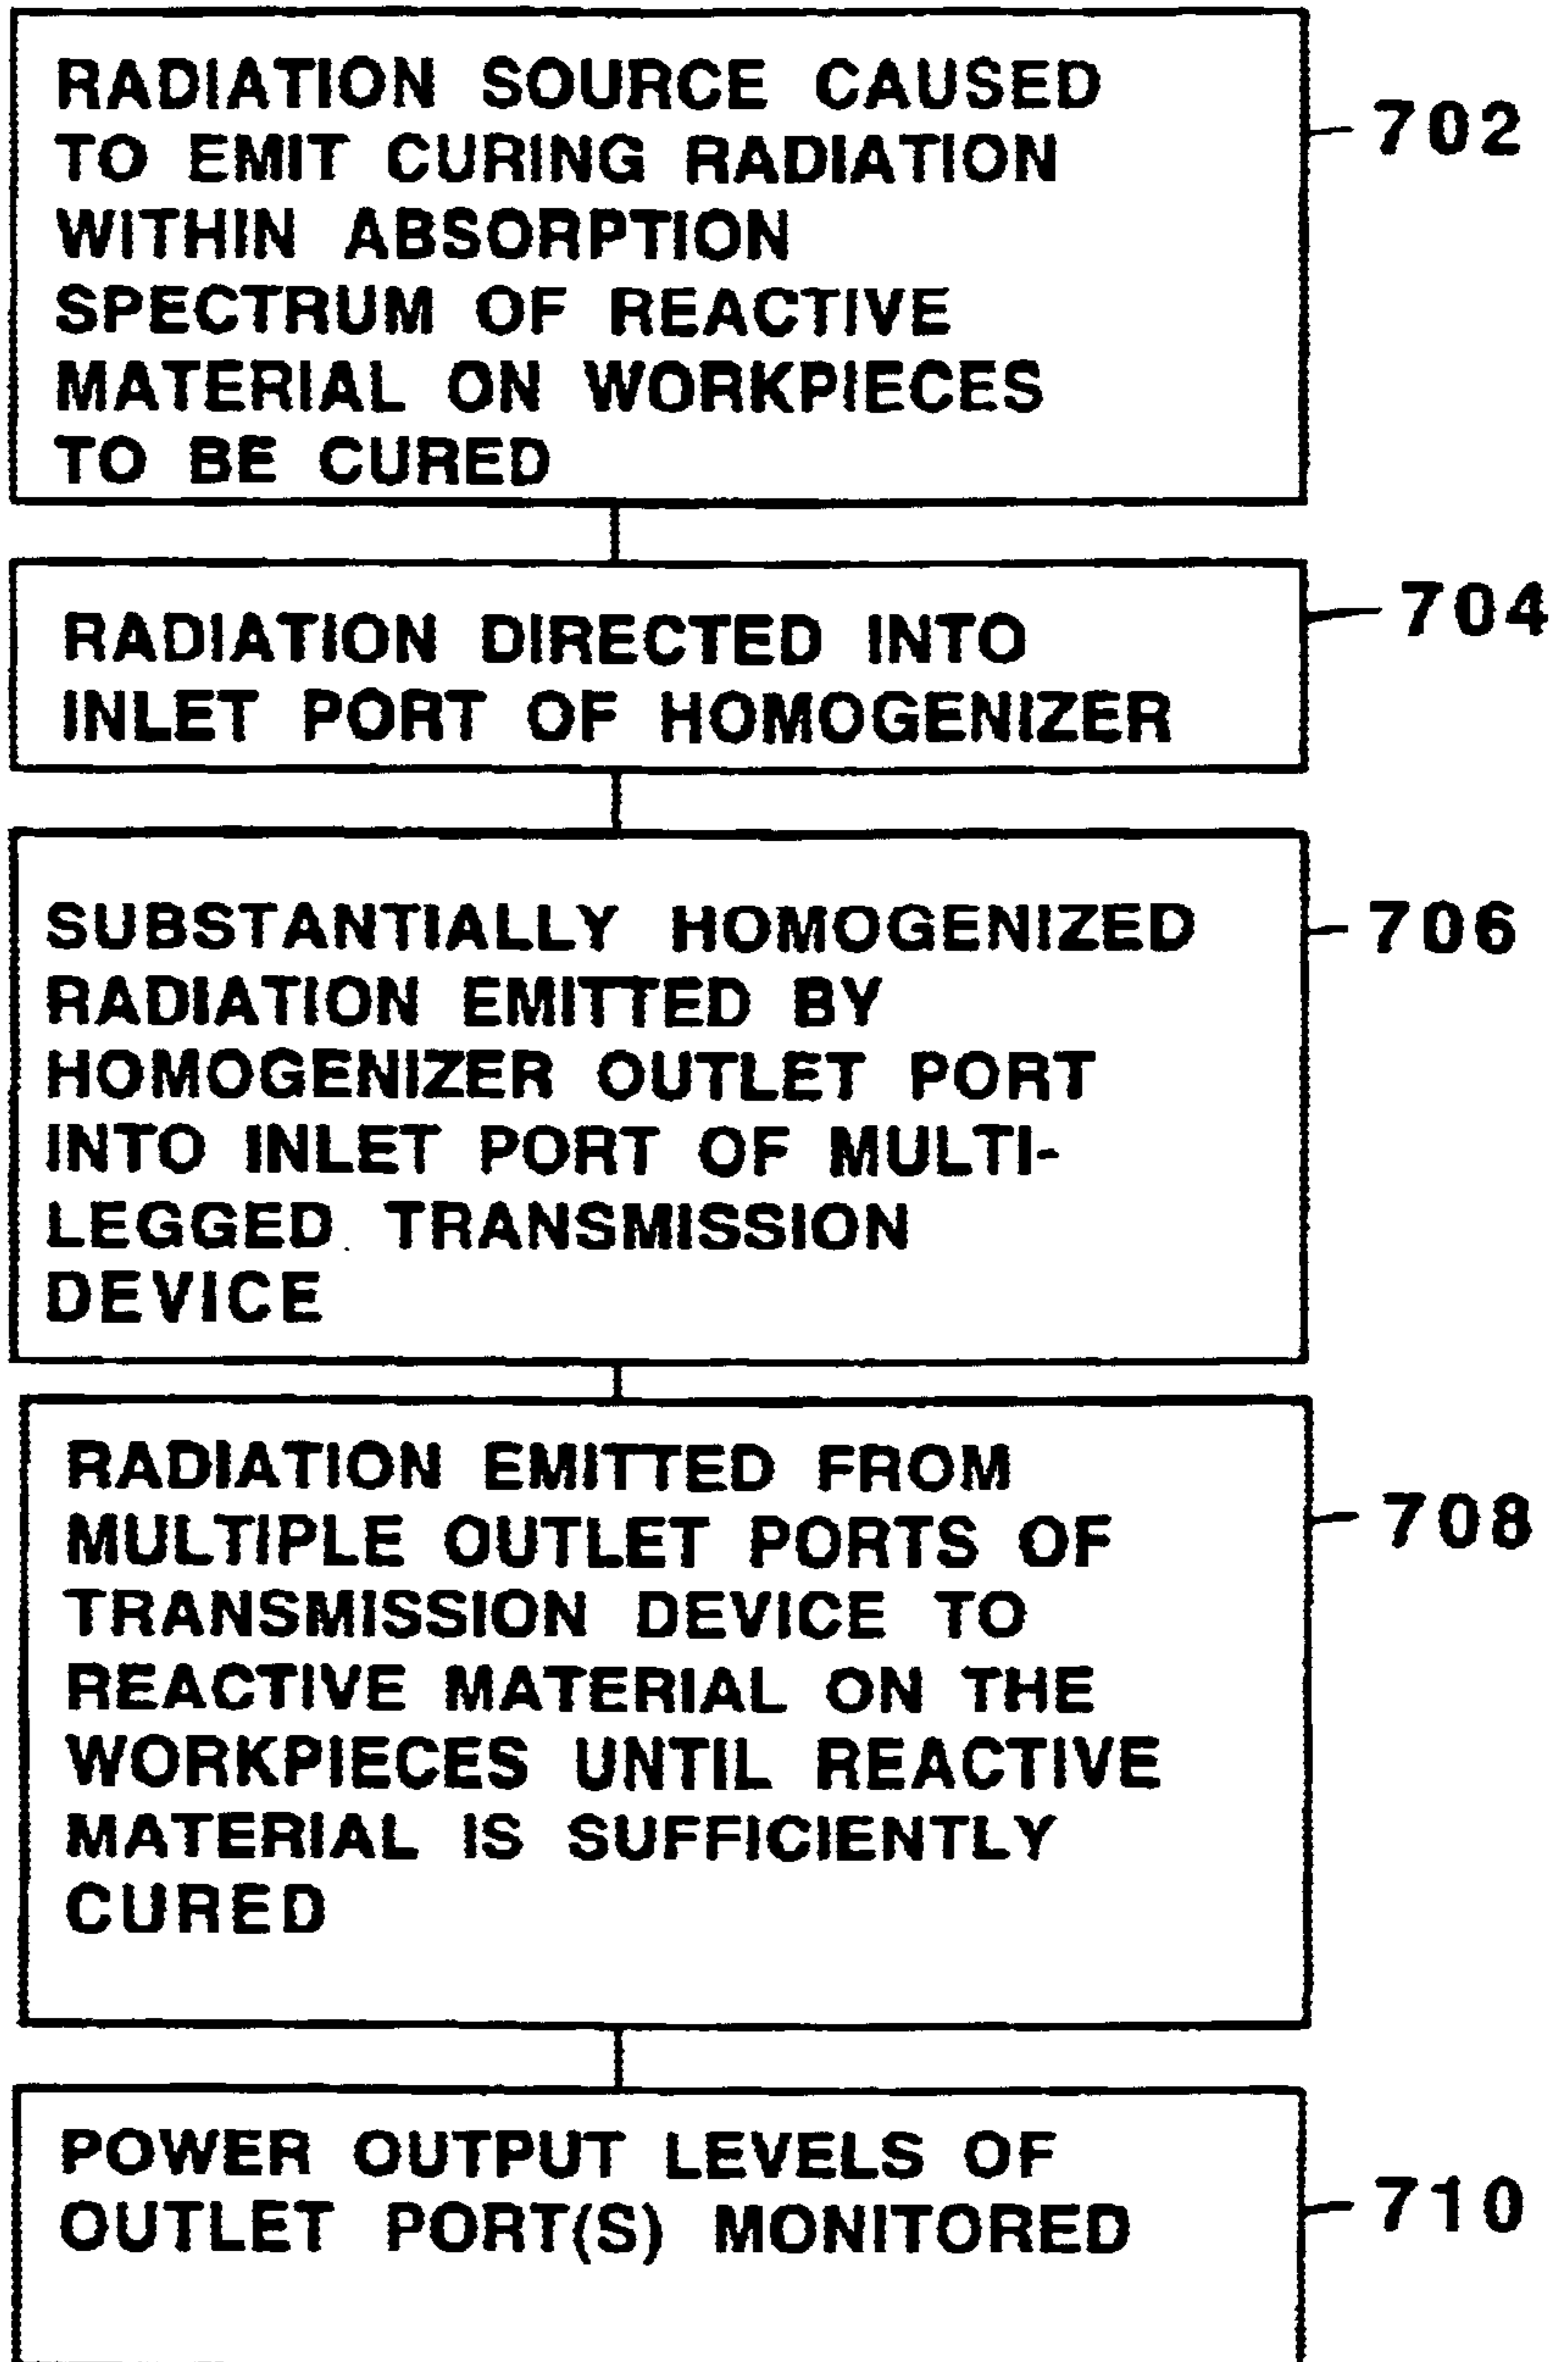 RADIATION SOURCE CAUSED
TO EMIT CURING RADIATION
WITHIN ABSORPTION
SPECTRUM OF REACTIVE
MATERIAL ON WORKPIECES
TO BE CURED
702
RADIATION DIRECTED INTO
INLET PORT OF HOMOGENIZER
704
SUBSTANTIALLY HOMOGENIZED
RADIATION EMITTED BY
HOMOGENIZER OUTLET PORT
INTO INLET PORT OF MULTI-
LEGGED TRANSMISSION
DEVICE
706
RADIATION EMITTED FROM
MULTIPLE OUTLET PORTS OF
TRANSMISSION DEVICE TO
REACTIVE MATERIAL ON THE
WORKPIECES UNTIL REACTIVE
MATERIAL IS SUFFICIENTLY
CURED
708
POWER OUTPUT LEVELS OF
OUTLET PORT(S) MONITORED
710